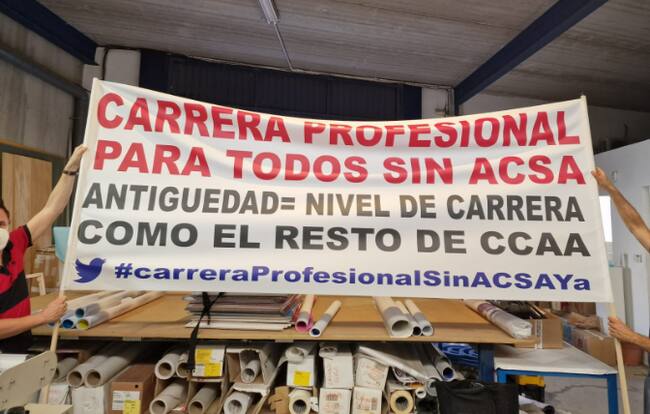 CARRERA PROFESIONAL
PARA TODOS SIN ACSA
ANTIGUEDAD= NIVEL DE CARRERA
COMO EL RESTO DE CCAA
#carreraProfesionalSinACSAYa